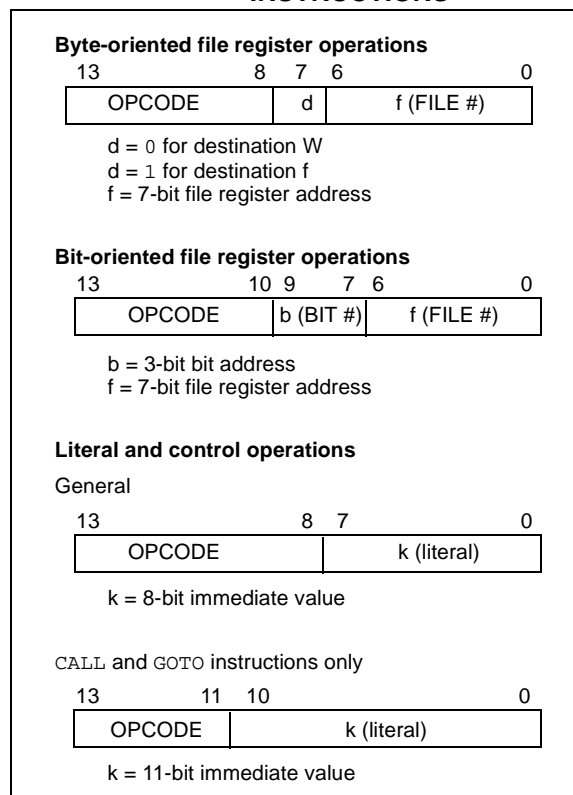 INSTRUCTIONS
Byte-oriented file register operations
13 8 7 6 0
OPCODE d f (FILE #)
d = 0 for destination W
d = 1 for destination f
f = 7-bit file register address
Bit-oriented file register operations
13 10 9 7 6 0
OPCODE b (BIT #) f (FILE #)
b = 3-bit bit address
f = 7-bit file register address
Literal and control operations
General
13 8 7 0
OPCODE k (literal)
k = 8-bit immediate value
CALL and GOTO instructions only
13 11 10 0
OPCODE k (literal)
k = 11-bit immediate value